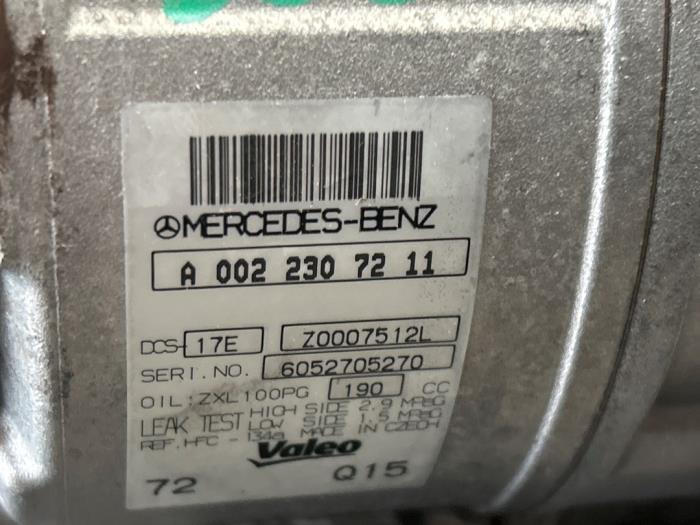 MERCEDES-BENZ
A 002 230 72 11
DCS-17E Z0007512L
SERI.NO. 6052705270
OIL:ZXL100PG 190 CC
LEAK TEST HIGH SIDE 2.9 MPaG
LOW SIDE 1.5 MPaG
REF.HFC-134a MADE IN CZECH
Valeo
72 Q15